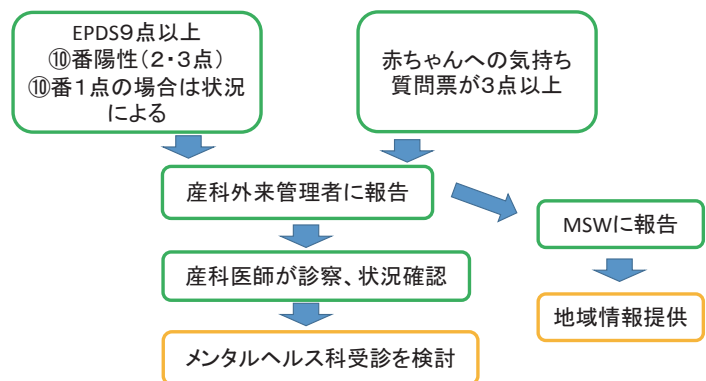 EPDS9点以上
⑩番陽性(2・3点)
⑩番1点の場合は状況
による
赤ちゃんへの気持ち
質問票が3点以上
産科外来管理者に報告
MSWに報告
産科医師が診察、状況確認
地域情報提供
メンタルヘルス科受診を検討